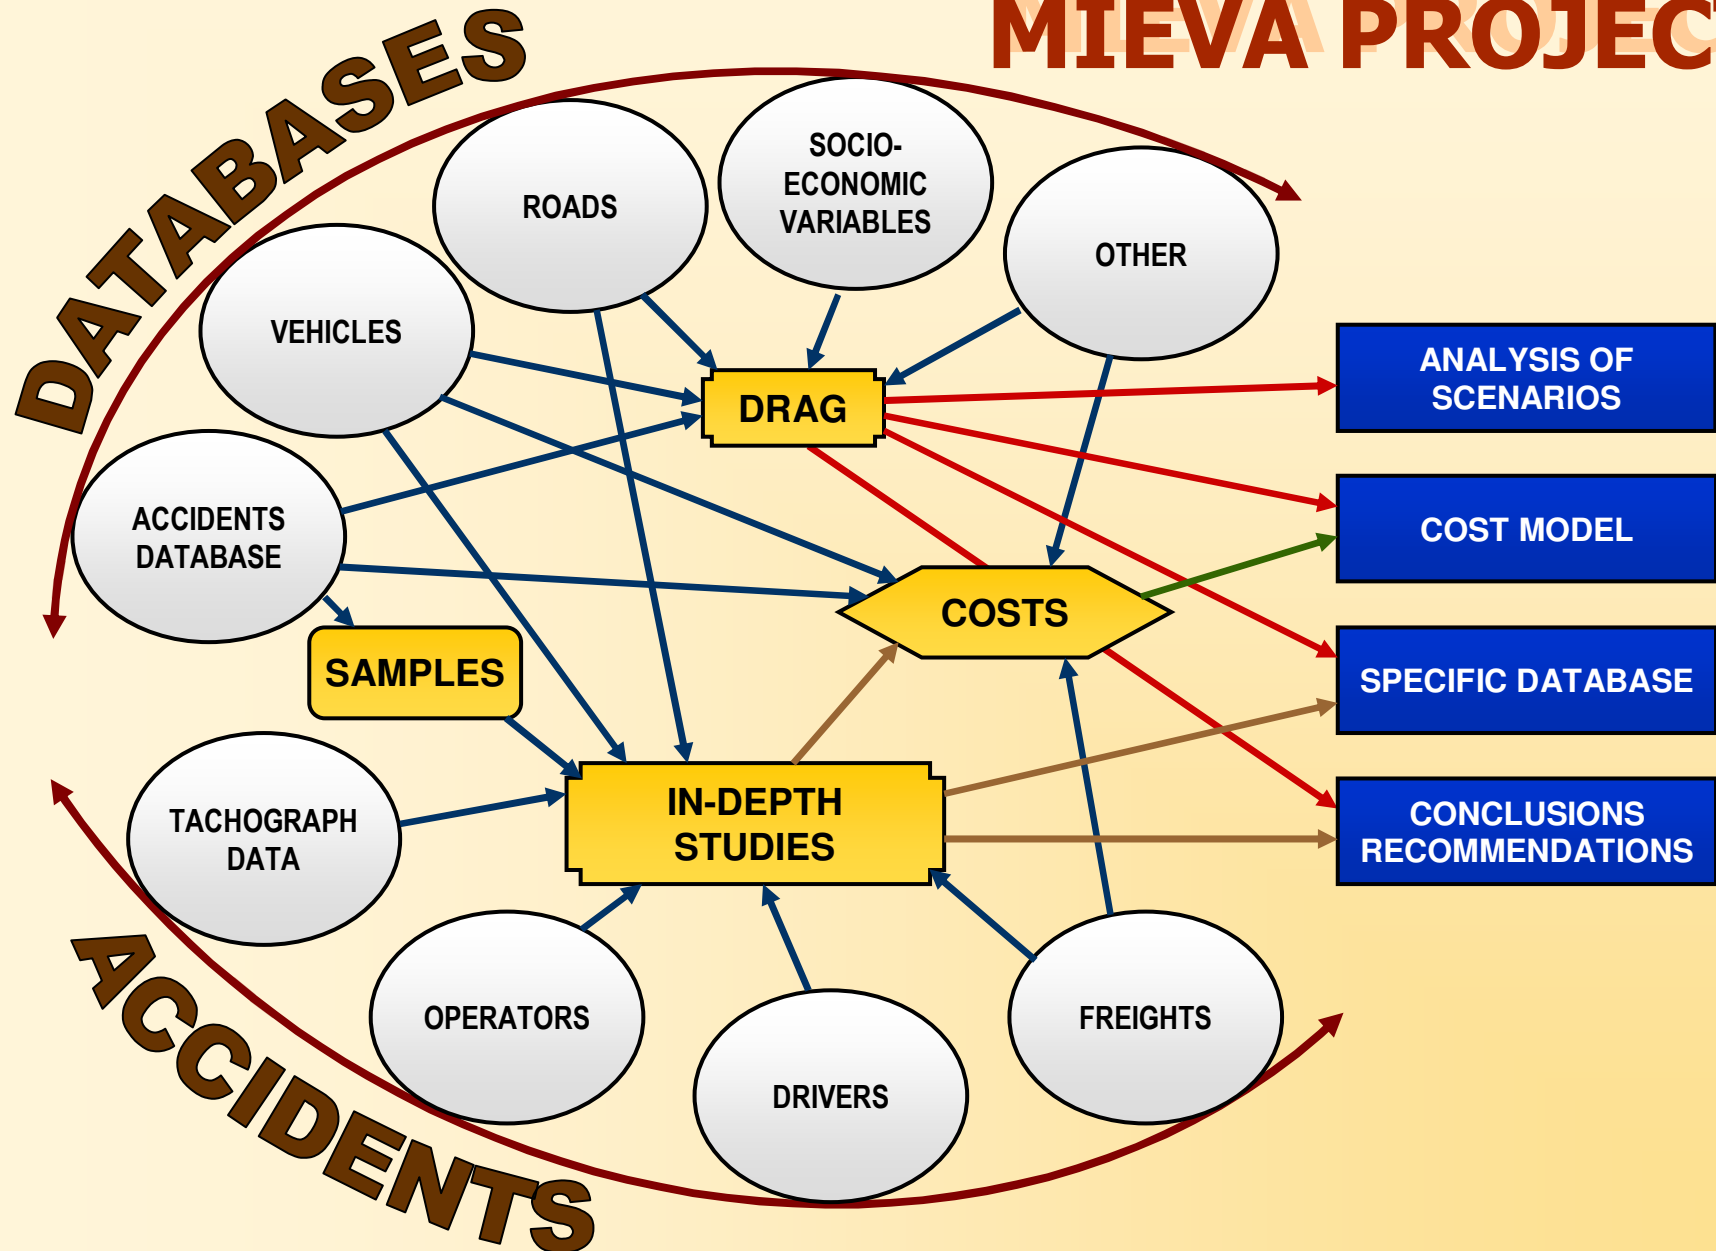 MIEVA PROJECT
DATABASES
SOCIO-
ECONOMIC
VARIABLES
ROADS
OTHER
VEHICLES
ANALYSIS OF
SCENARIOS
DRAG
ACCIDENTS
DATABASE
COST MODEL
COSTS
SAMPLES
SPECIFIC DATABASE
TACHOGRAPH
DATA
IN-DEPTH
STUDIES
CONCLUSIONS
RECOMMENDATIONS
OPERATORS
FREIGHTS
DRIVERS
ACCIDENTS